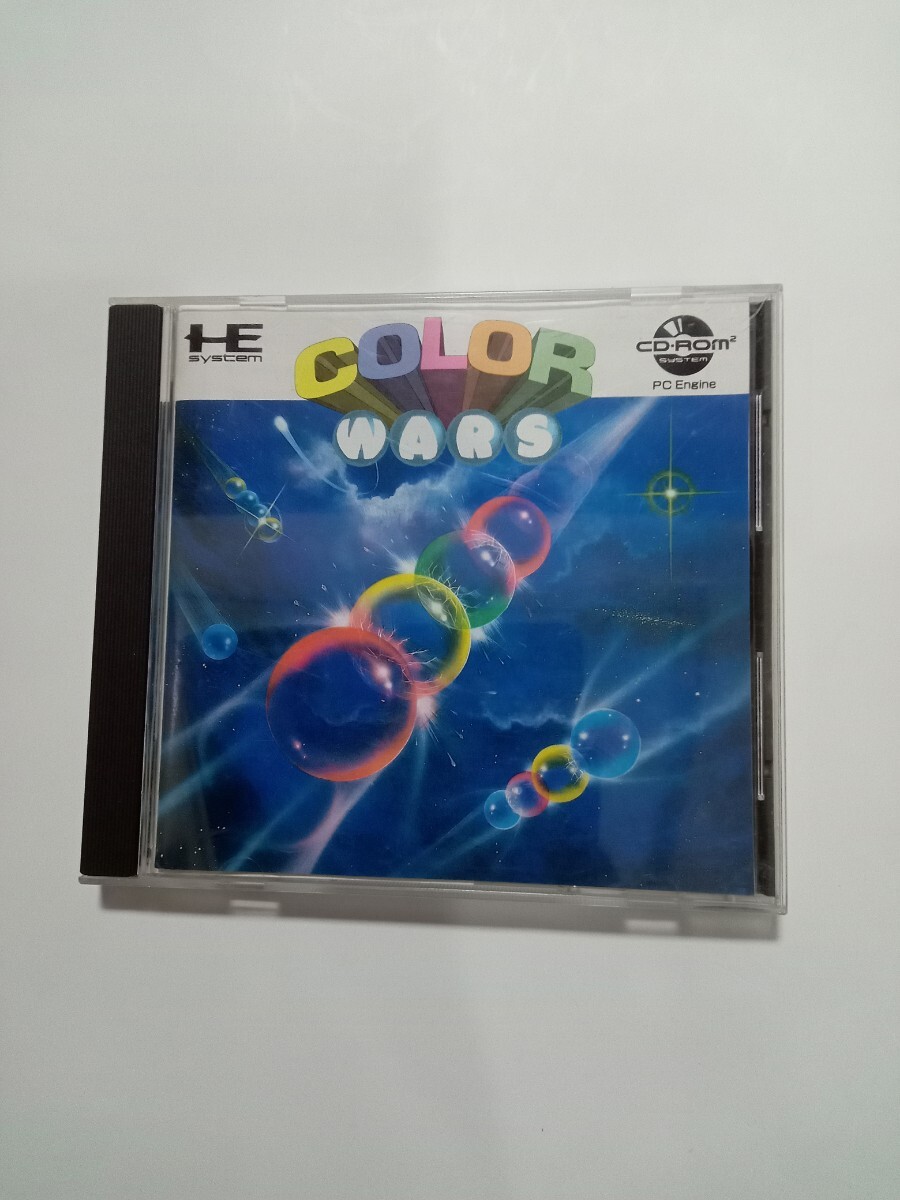 HE
system
COLOR
WARS
CD·ROM²
SYSTEM
PC Engine